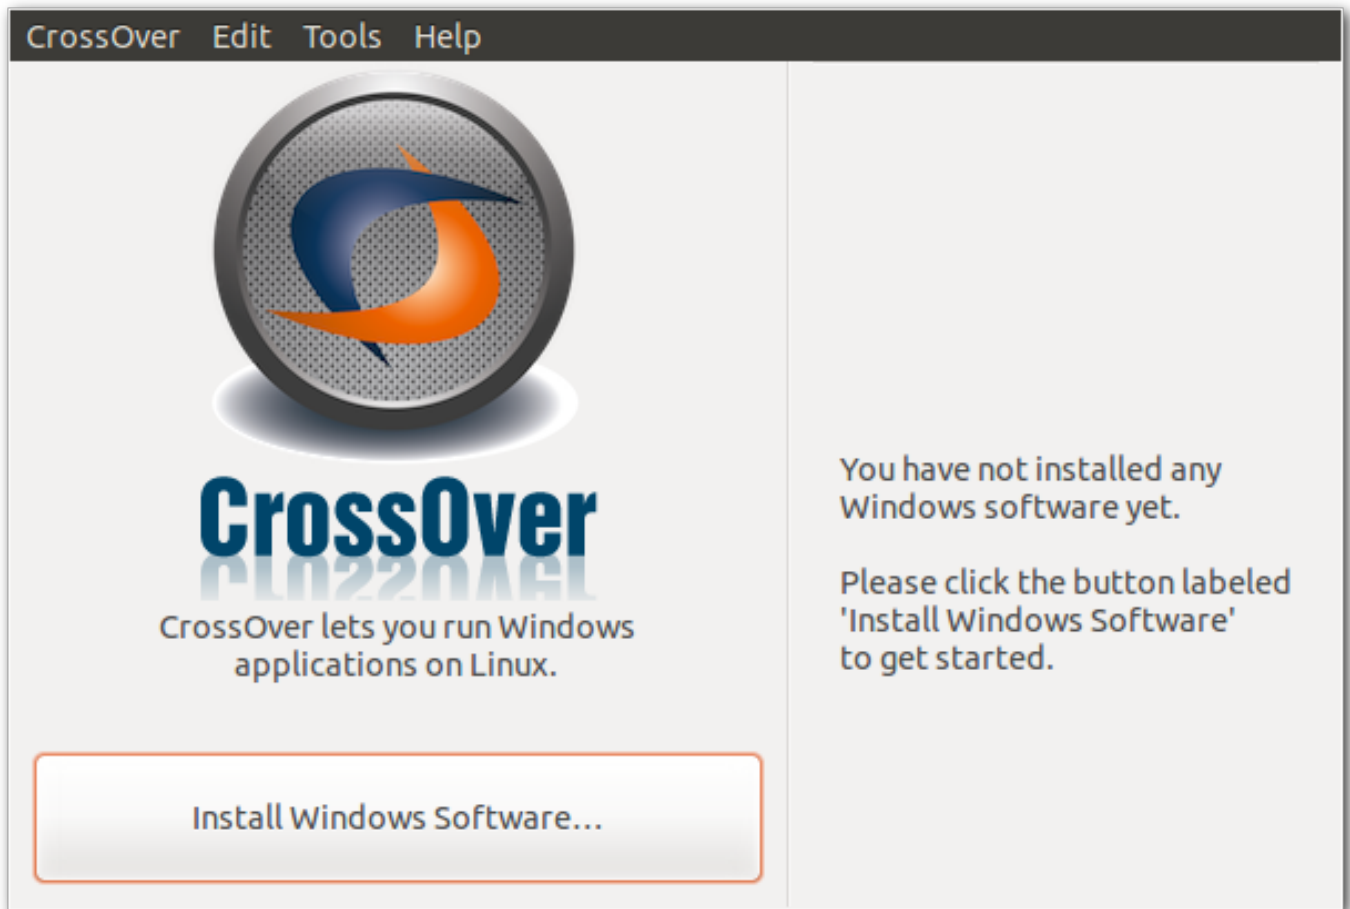 CrossOver Edit Tools Help
CrossOver
CrossOver lets you run Windows
applications on Linux.
Install Windows Software...
You have not installed any
Windows software yet.
Please click the button labeled
'Install Windows Software'
to get started.